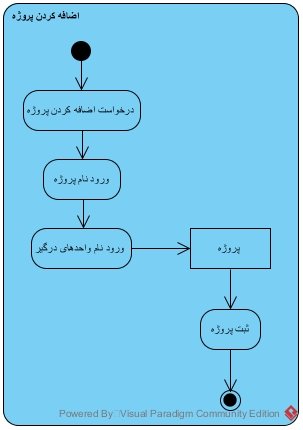 اضافه کردن پروژه
درخواست اضافه کردن پروژه
ورود نام پروژه
ورود نام واحدهای درگیر
پروژه
ثبت پروژه
Powered By Visual Paradigm Community Edition